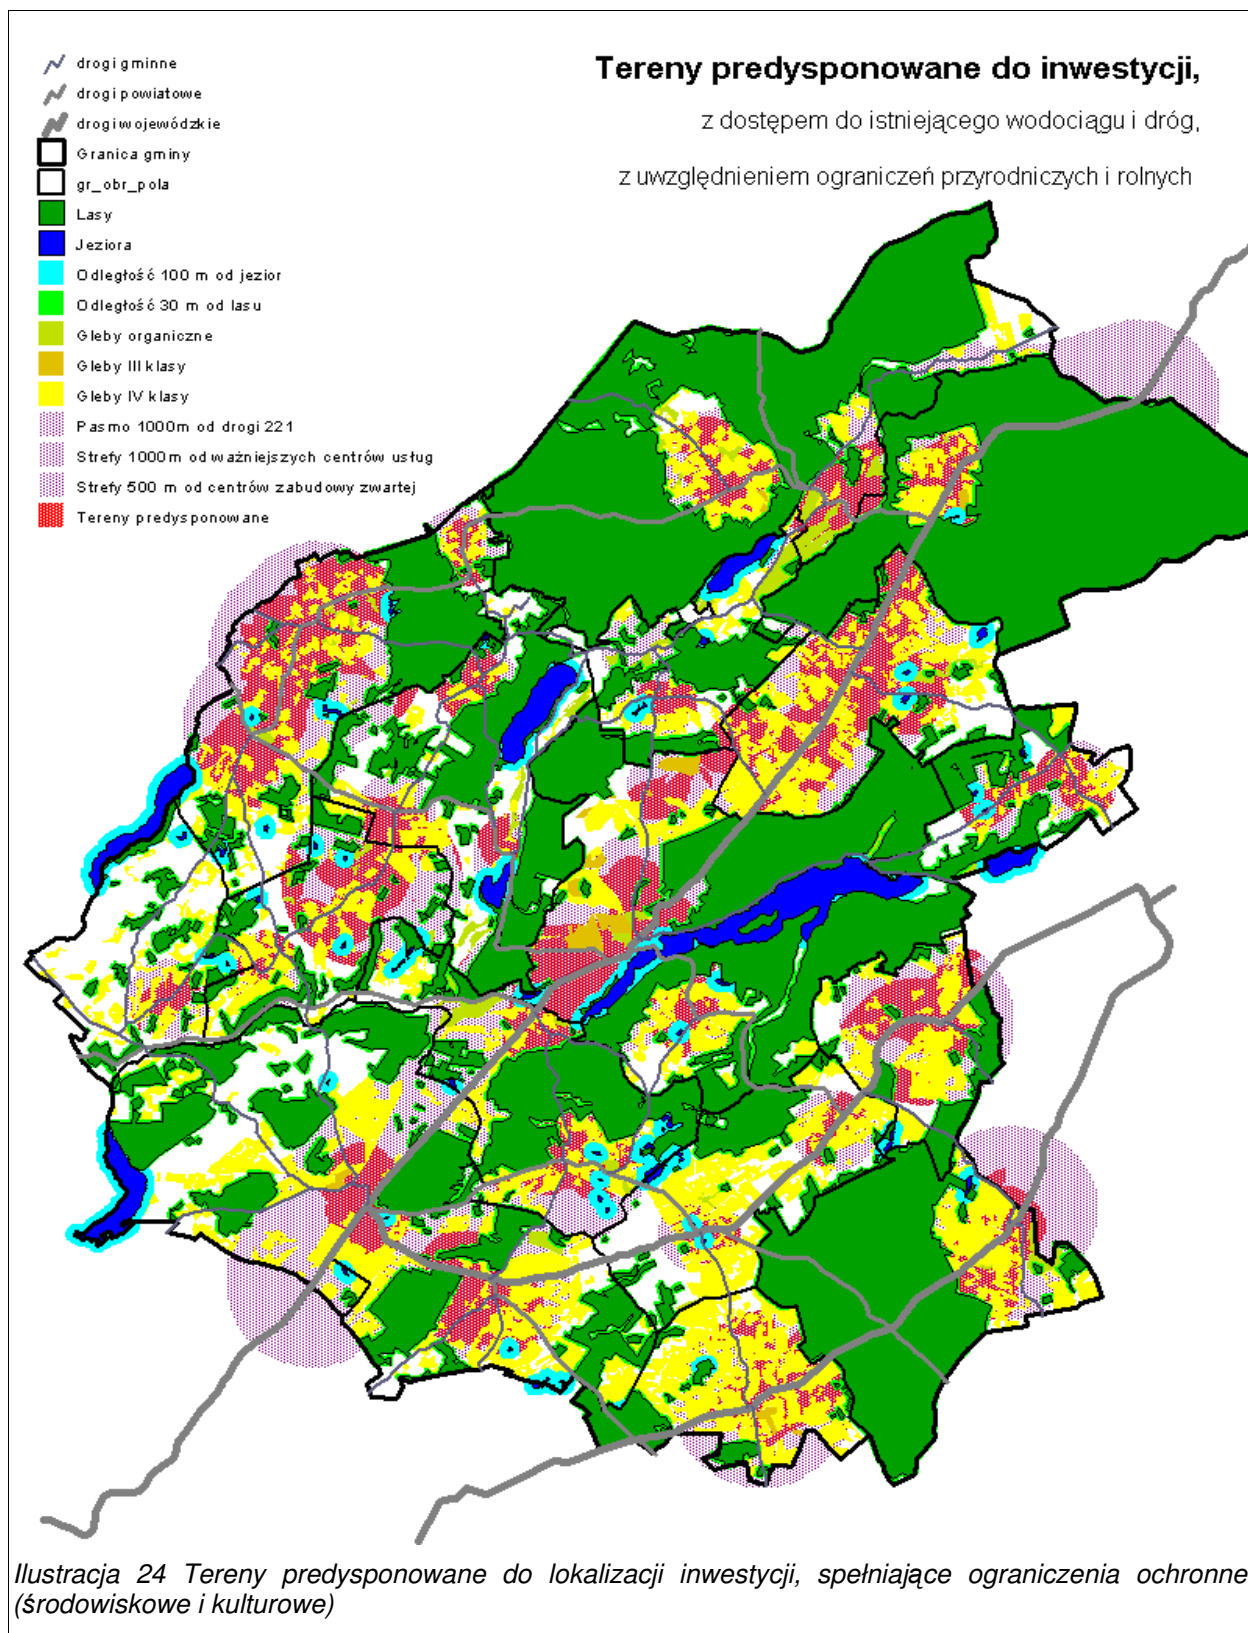 Tereny predysponowane do inwestycji,
z dostępem do istniejącego wodociągu i dróg,
z uwzględnieniem ograniczeń przyrodniczych i rolnych
drogi gminne
drogi powiatowe
drogi wojewódzkie
Granica gminy
gr_obr_pola
Lasy
Jeziora
Odległość 100 m od jezior
Odległość 30 m od lasu
Gleby organiczne
Gleby III klasy
Gleby IV klasy
Pasmo 1000m od drogi 221
Strefy 1000m od ważniejszych centrów usług
Strefy 500 m od centrów zabudowy zwartej
Tereny predysponowane
Ilustracja 24 Tereny predysponowane do lokalizacji inwestycji, spełniające ograniczenia ochronne
(środowiskowe i kulturowe)